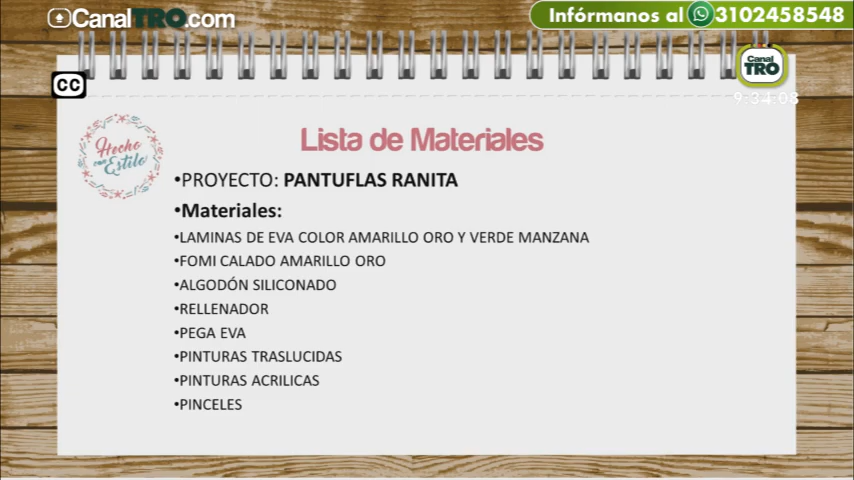 CanalTRO.com
Infórmanos al 3102458548
CC
Canal
TRO
9:34:08
Hecho
con Estilo
Lista de Materiales
•PROYECTO: PANTUFLAS RANITA
•Materiales:
•LAMINAS DE EVA COLOR AMARILLO ORO Y VERDE MANZANA
•FOMI CALADO AMARILLO ORO
•ALGODÓN SILICONADO
•RELLENADOR
•PEGA EVA
•PINTURAS TRASLUCIDAS
•PINTURAS ACRILICAS
•PINCELES